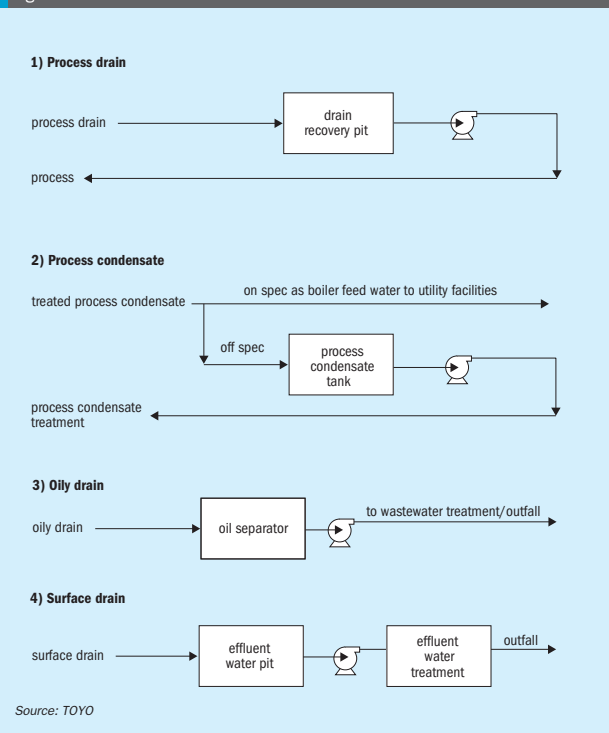 1) Process drain
process drain
drain
recovery pit
process
2) Process condensate
on spec as boiler feed water to utility facilities
treated process condensate
off spec
process
condensate
tank
process condensate
treatment
3) Oily drain
to wastewater treatment/outfall
oily drain
oil separator
4) Surface drain
surface drain
effluent
water pit
effluent
water
treatment
outfall
Source: TOYO